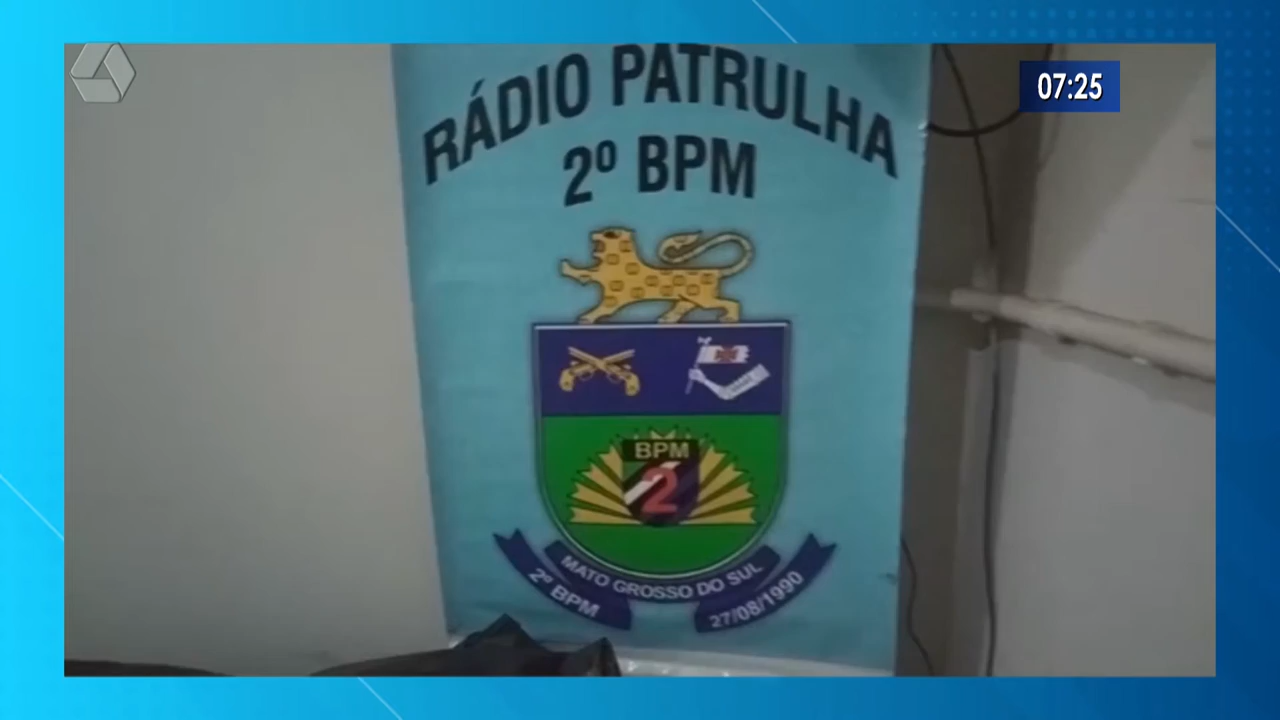 07:25
RÁDIO PATRULHA
2º BPM
BPM
2
MATO GROSSO DO SUL
2º BPM
27/08/1990